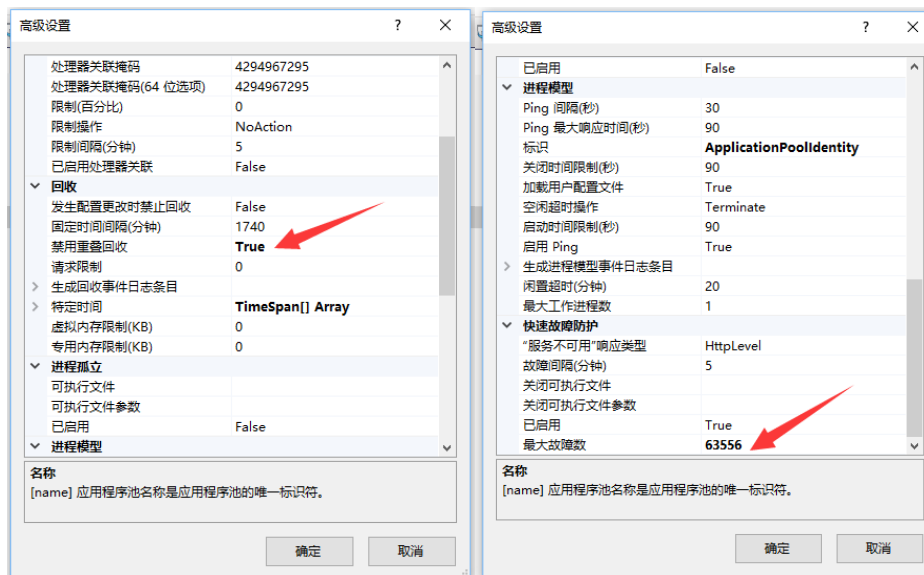 高级设置
?
处理器关联掩码 4294967295
处理器关联掩码(64 位选项) 4294967295
限制(百分比) 0
限制操作 NoAction
限制间隔(分钟) 5
已启用处理器关联 False
回收
发生配置更改时禁止回收 False
固定时间间隔(分钟) 1740
禁用重叠回收 True
请求限制 0
生成回收事件日志条目
特定时间 TimeSpan[] Array
虚拟内存限制(KB) 0
专用内存限制(KB) 0
进程孤立
可执行文件
可执行文件参数
已启用 False
进程模型
名称
[name] 应用程序池名称是应用程序池的唯一标识符。
确定 取消
高级设置
?
已启用 False
进程模型
Ping 间隔(秒) 30
Ping 最大响应时间(秒) 90
标识 ApplicationPoolIdentity
关闭时间限制(秒) 90
加载用户配置文件 True
空闲超时操作 Terminate
启动时间限制(秒) 90
启用 Ping True
生成进程模型事件日志条目
闲置超时(分钟) 20
最大工作进程数 1
快速故障防护
“服务不可用”响应类型 HttpLevel
故障间隔(分钟) 5
关闭可执行文件
关闭可执行文件参数
已启用 True
最大故障数 63556
名称
[name] 应用程序池名称是应用程序池的唯一标识符。
确定 取消